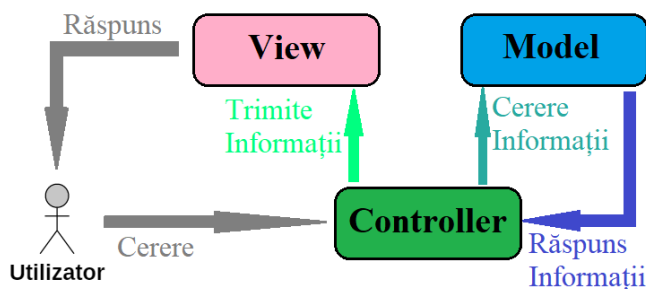 Răspuns
View
Model
Trimite
Informații
Cerere
Informații
Controller
Cerere
Utilizator
Răspuns
Informații